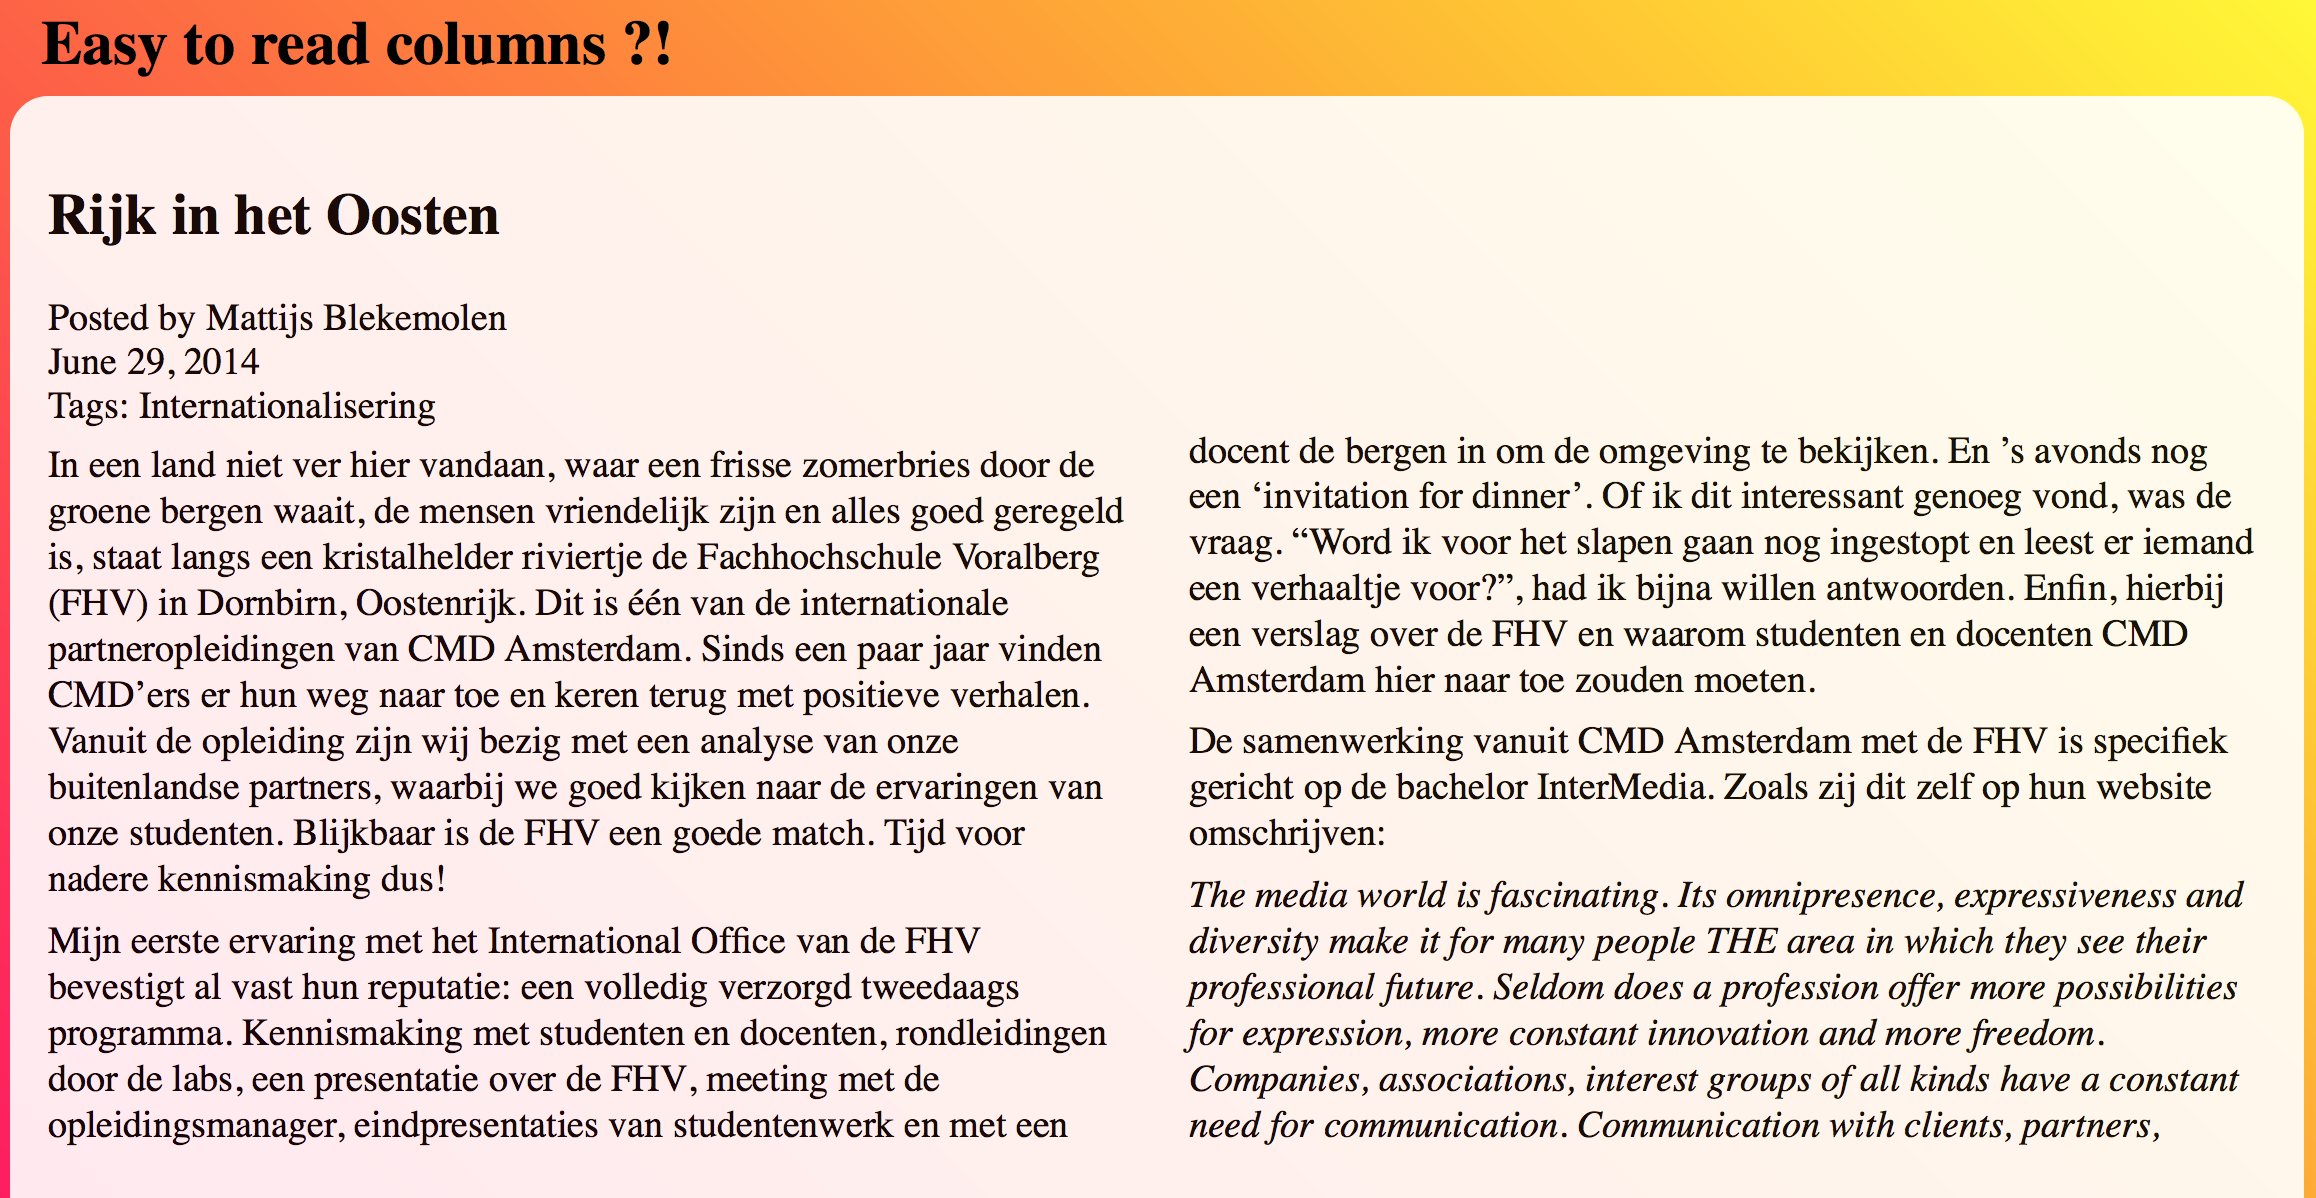 Easy to read columns ?!
Rijk in het Oosten
Posted by Mattijs Blekemolen
June 29, 2014
Tags: Internationalisering
In een land niet ver hier vandaan, waar een frisse zomerbries door de
groene bergen waait, de mensen vriendelijk zijn en alles goed geregeld
is, staat langs een kristalhelder riviertje de Fachhochschule Voralberg
(FHV) in Dornbirn, Oostenrijk. Dit is één van de internationale
partneropleidingen van CMD Amsterdam. Sinds een paar jaar vinden
CMD’ers er hun weg naar toe en keren terug met positieve verhalen.
Vanuit de opleiding zijn wij bezig met een analyse van onze
buitenlandse partners, waarbij we goed kijken naar de ervaringen van
onze studenten. Blijkbaar is de FHV een goede match. Tijd voor
nadere kennismaking dus!
Mijn eerste ervaring met het International Office van de FHV
bevestigt al vast hun reputatie: een volledig verzorgd tweedaags
programma. Kennismaking met studenten en docenten, rondleidingen
door de labs, een presentatie over de FHV, meeting met de
opleidingsmanager, eindpresentaties van studentenwerk en met een
docent de bergen in om de omgeving te bekijken. En ’s avonds nog
een ‘invitation for dinner’. Of ik dit interessant genoeg vond, was de
vraag. “Word ik voor het slapen gaan nog ingestopt en leest er iemand
een verhaaltje voor?”, had ik bijna willen antwoorden. Enfin, hierbij
een verslag over de FHV en waarom studenten en docenten CMD
Amsterdam hier naar toe zouden moeten.
De samenwerking vanuit CMD Amsterdam met de FHV is specifiek
gericht op de bachelor InterMedia. Zoals zij dit zelf op hun website
omschrijven:
The media world is fascinating. Its omnipresence, expressiveness and
diversity make it for many people THE area in which they see their
professional future. Seldom does a profession offer more possibilities
for expression, more constant innovation and more freedom.
Companies, associations, interest groups of all kinds have a constant
need for communication. Communication with clients, partners,